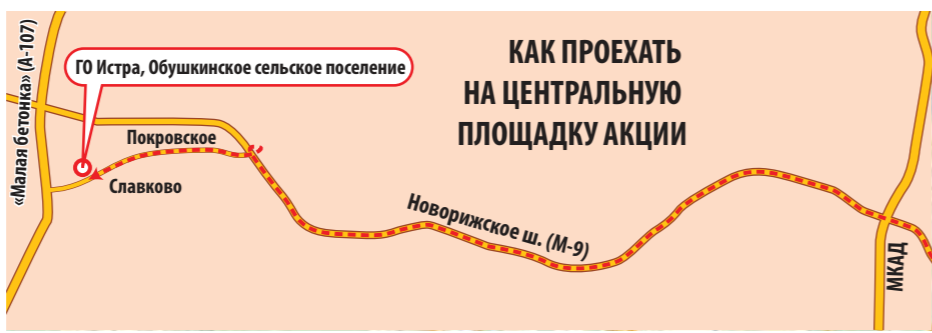 «Малая бетонка» (А-107)
ГО Истра, Обушкинское сельское поселение
КАК ПРОЕХАТЬ
НА ЦЕНТРАЛЬНУЮ
ПЛОЩАДКУ АКЦИИ
Покровское
Славково
Новорижское ш. (М-9)
МКАД